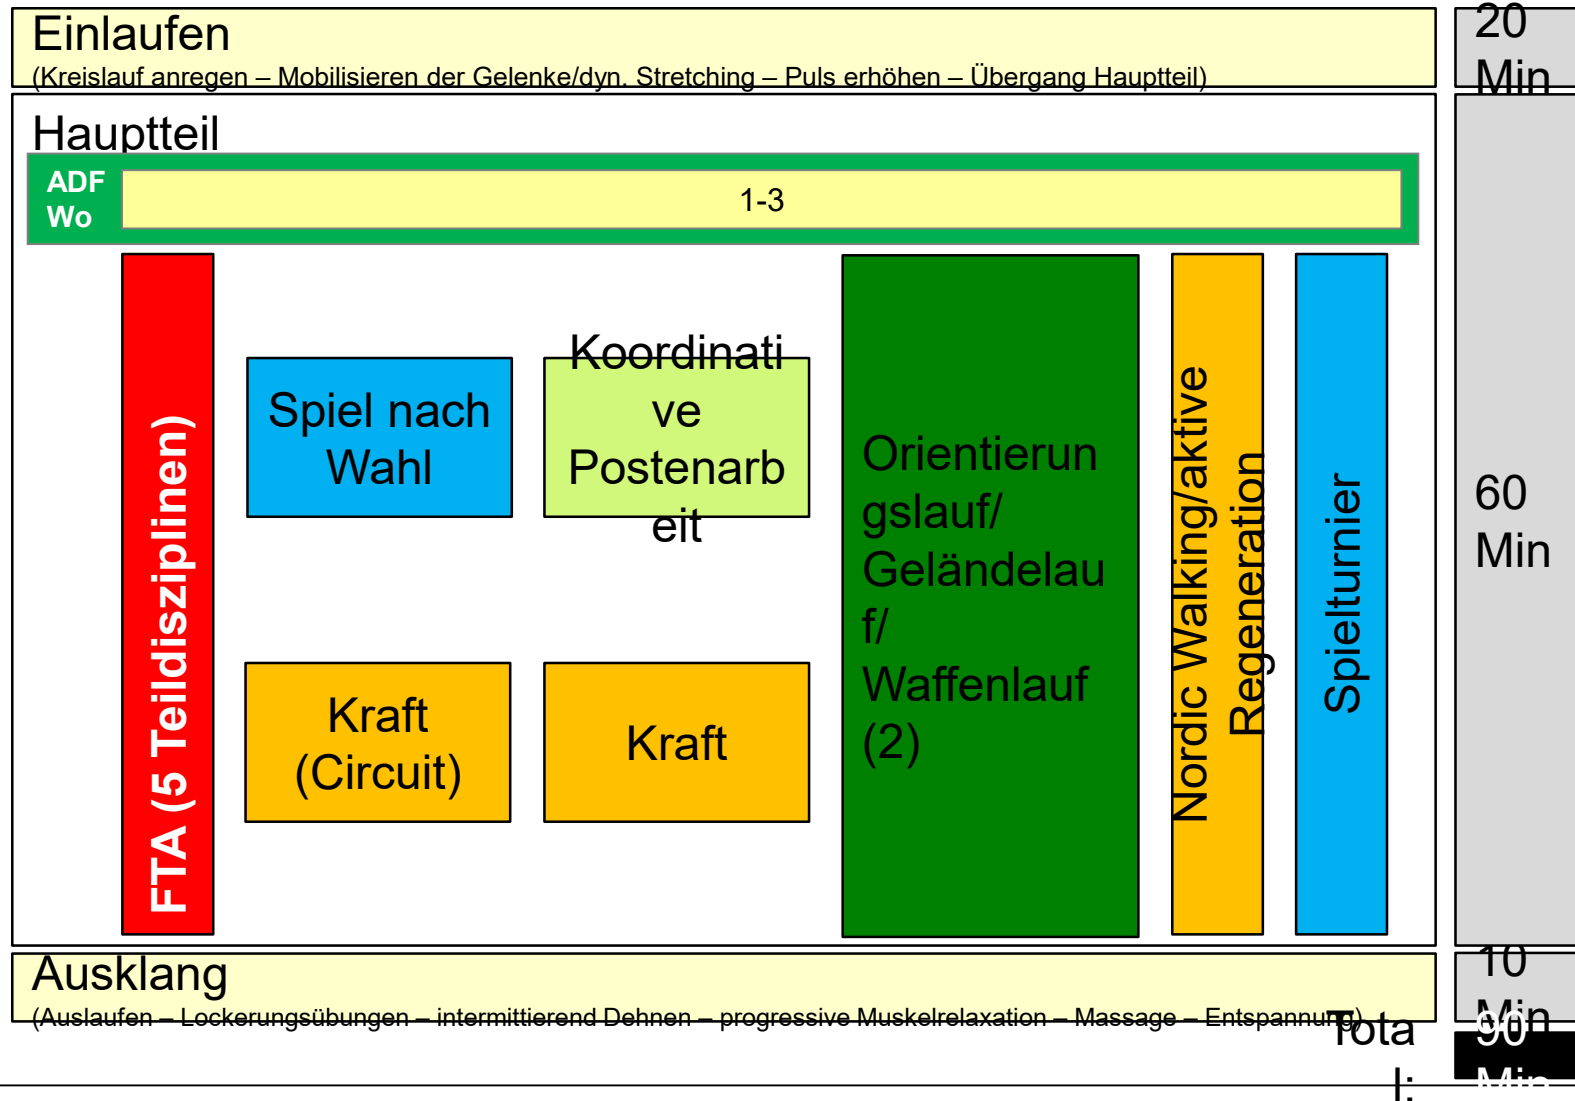 Einlaufen
(Kreislauf anregen – Mobilisieren der Gelenke/dyn. Stretching – Puls erhöhen – Übergang Hauptteil)
20
Min
Hauptteil
ADF
Wo
1-3
FTA (5 Teildisziplinen)
Spiel nach
Wahl
Koordinati
ve
Postenarb
eit
Kraft
(Circuit)
Kraft
Orientierun
gslauf/
Geländelau
f/
Waffenlauf
(2)
Nordic Walking/aktive
Regeneration
Spielturnier
60
Min
Ausklang
(Auslaufen – Lockerungsübungen – intermittierend Dehnen – progressive Muskelrelaxation – Massage – Entspannung)
10
Min
Tota
l:
90
Min